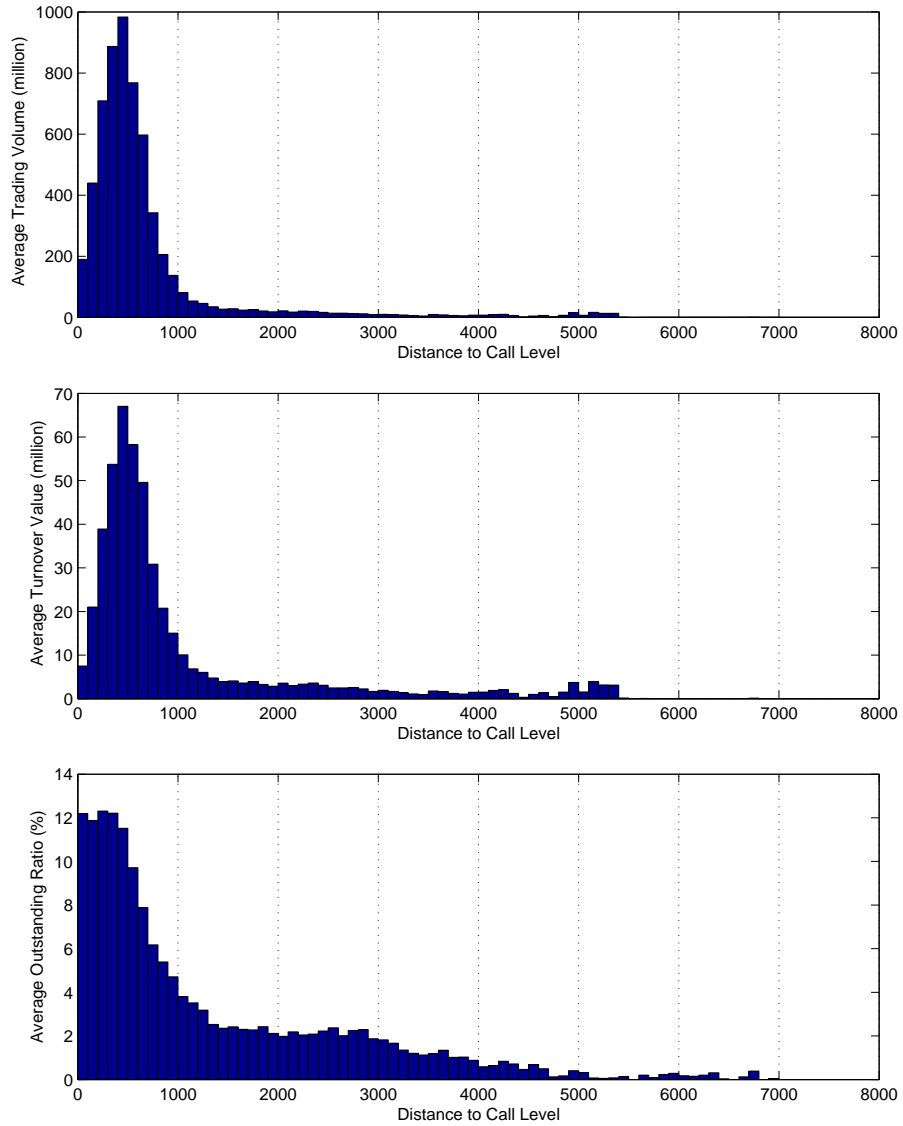 1000
800
600
400
200
0
Average Trading Volume (million)
0 1000 2000 3000 4000 5000 6000 7000 8000
Distance to Call Level
70
60
50
40
30
20
10
0
Average Turnover Value (million)
0 1000 2000 3000 4000 5000 6000 7000 8000
Distance to Call Level
14
12
10
8
6
4
2
0
Average Outstanding Ratio (%)
0 1000 2000 3000 4000 5000 6000 7000 8000
Distance to Call Level